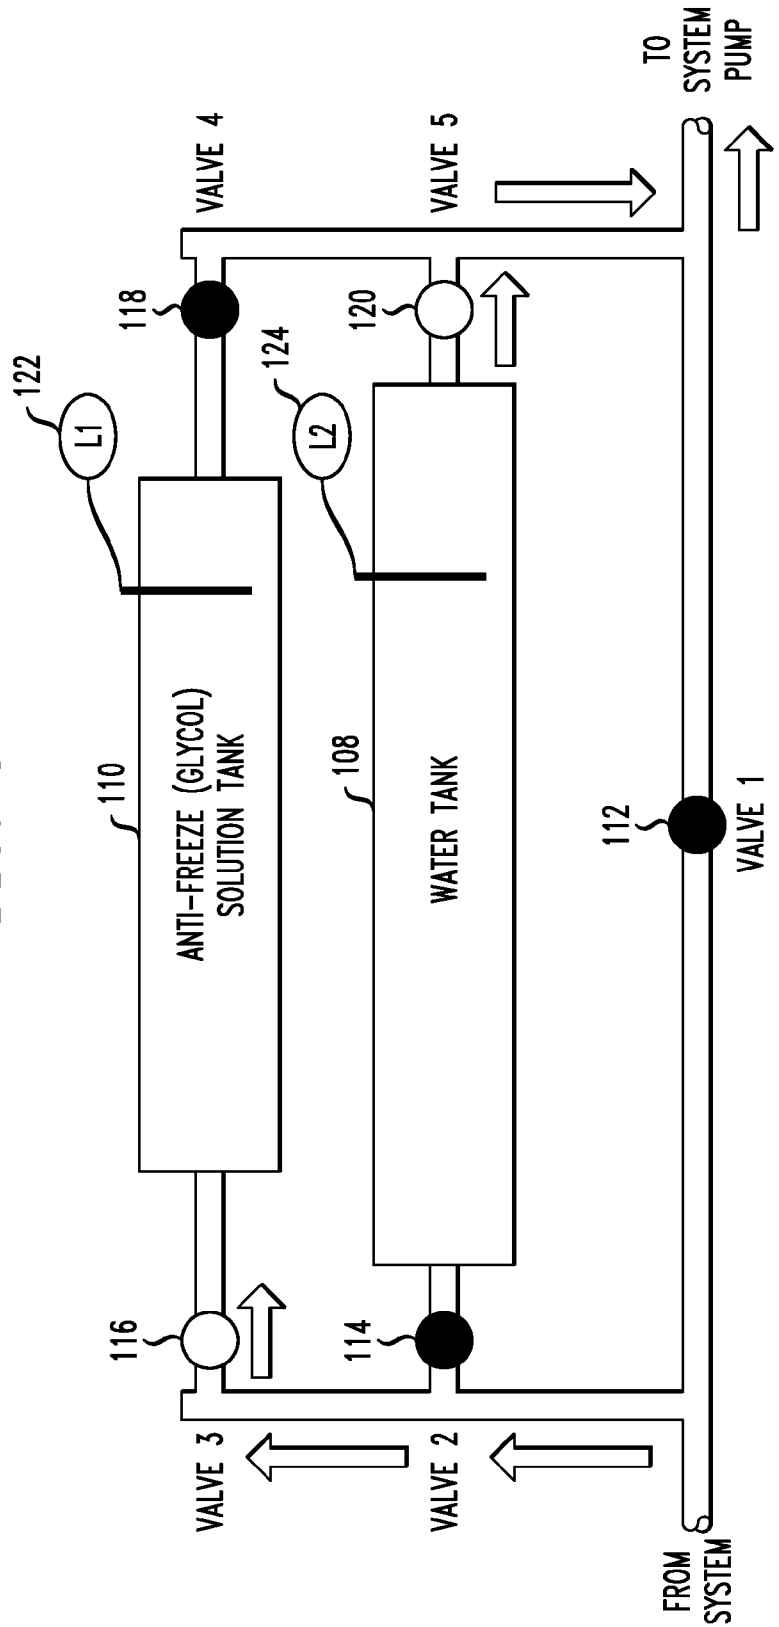 122
L1
118
VALVE 4
110
ANTI-FREEZE (GLYCOL)
SOLUTION TANK
116
VALVE 3
124
L2
120
VALVE 5
108
WATER TANK
114
VALVE 2
112
VALVE 1
FROM
SYSTEM
TO
SYSTEM
PUMP